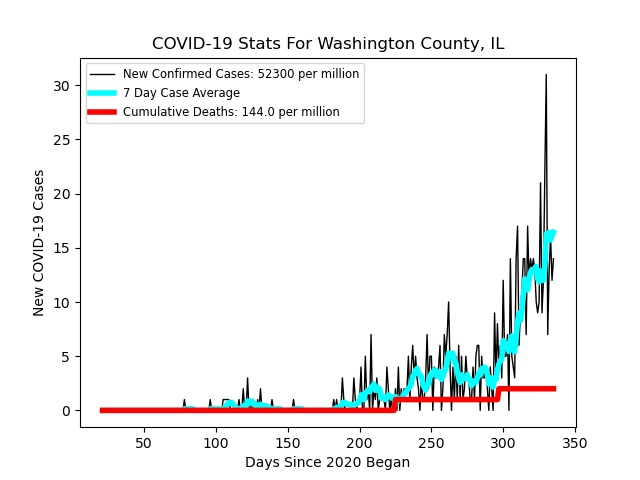 COVID-19 Stats For Washington County, IL
New Confirmed Cases: 52300 per million
7 Day Case Average
Cumulative Deaths: 144.0 per million
New COVID-19 Cases
30
25
20
15
10
5
0
50
100
150
200
250
300
350
Days Since 2020 Began